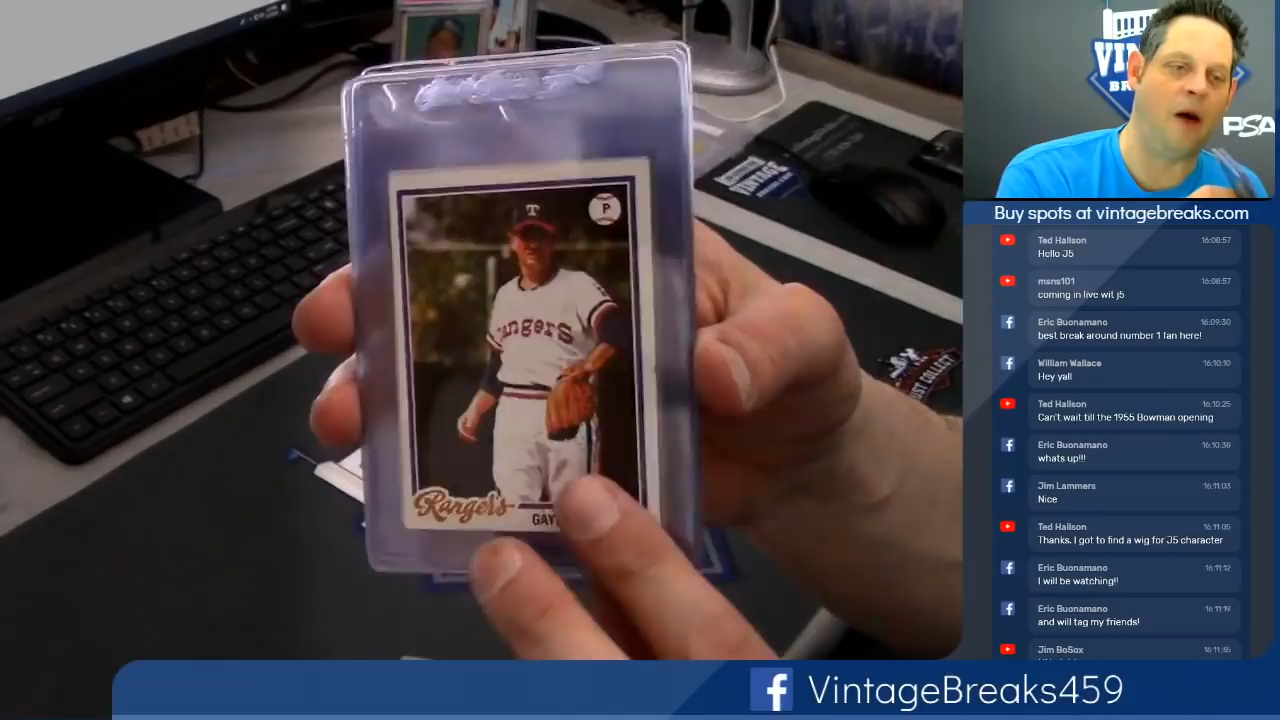 T
P
Rangers
GAY
VINTAGE
PSA
Buy spots at vintagebreaks.com
Ted Hallson 16:08:57
Hello J5
msns101 16:08:57
coming in live wit j5
Eric Buonamano 16:09:30
best break around number 1 fan here!
William Wallace 16:10:10
Hey yall
Ted Hallson 16:10:25
Can't wait till the 1955 Bowman opening
Eric Buonamano 16:10:38
whats up!!!
Jim Lammers 16:11:03
Nice
Ted Hallson 16:11:05
Thanks. I got to find a wig for J5 character
Eric Buonamano 16:11:12
I will be watching!!
Eric Buonamano 16:11:19
and will tag my friends!
Jim BoSox 16:11:35
VintageBreaks459